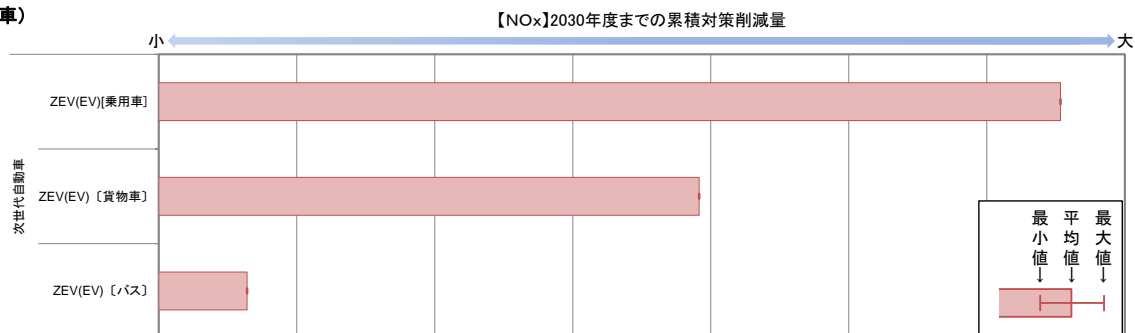 車）
【NOx】2030年度までの累積対策削減量
小 大
ZEV(EV)[乗用車]
次世代自動車
ZEV(EV)〔貨物車〕
ZEV(EV)〔バス〕
最小値↓
平均値↓
最大値↓